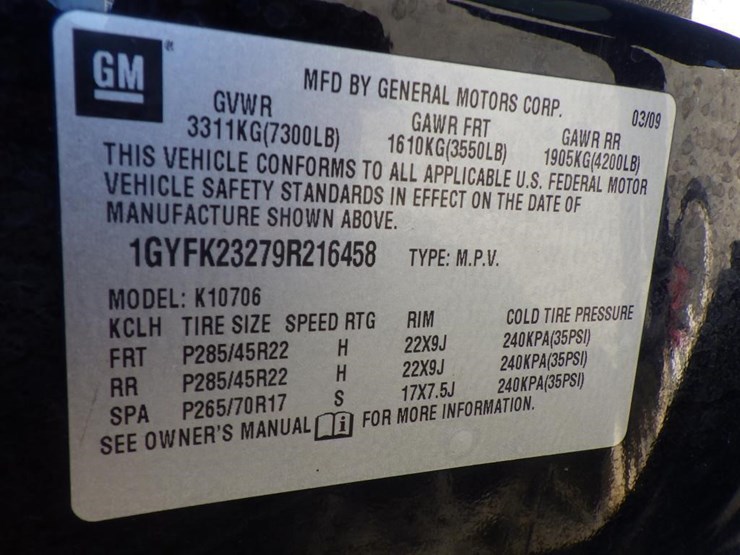 GM
MFD BY GENERAL MOTORS CORP. 03/09
GVWR GAWR FRT GAWR RR
3311KG(7300LB) 1610KG(3550LB) 1905KG(4200LB)
THIS VEHICLE CONFORMS TO ALL APPLICABLE U.S. FEDERAL MOTOR
VEHICLE SAFETY STANDARDS IN EFFECT ON THE DATE OF
MANUFACTURE SHOWN ABOVE.
1GYFK23279R216458 TYPE: M.P.V.
MODEL: K10706
KCLH TIRE SIZE SPEED RTG RIM COLD TIRE PRESSURE
FRT P285/45R22 H 22X9J 240KPA(35PSI)
RR P285/45R22 H 22X9J 240KPA(35PSI)
SPA P265/70R17 S 17X7.5J 240KPA(35PSI)
SEE OWNER'S MANUAL i FOR MORE INFORMATION.